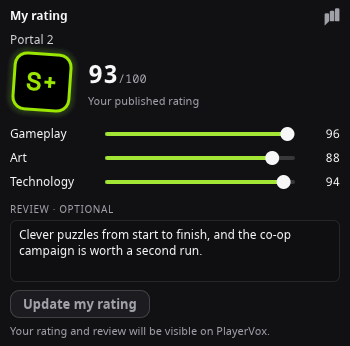 My rating
Portal 2
S+
93/100
Your published rating
Gameplay 96
Art 88
Technology 94
REVIEW · OPTIONAL
Clever puzzles from start to finish, and the co-op
campaign is worth a second run.
Update my rating
Your rating and review will be visible on PlayerVox.